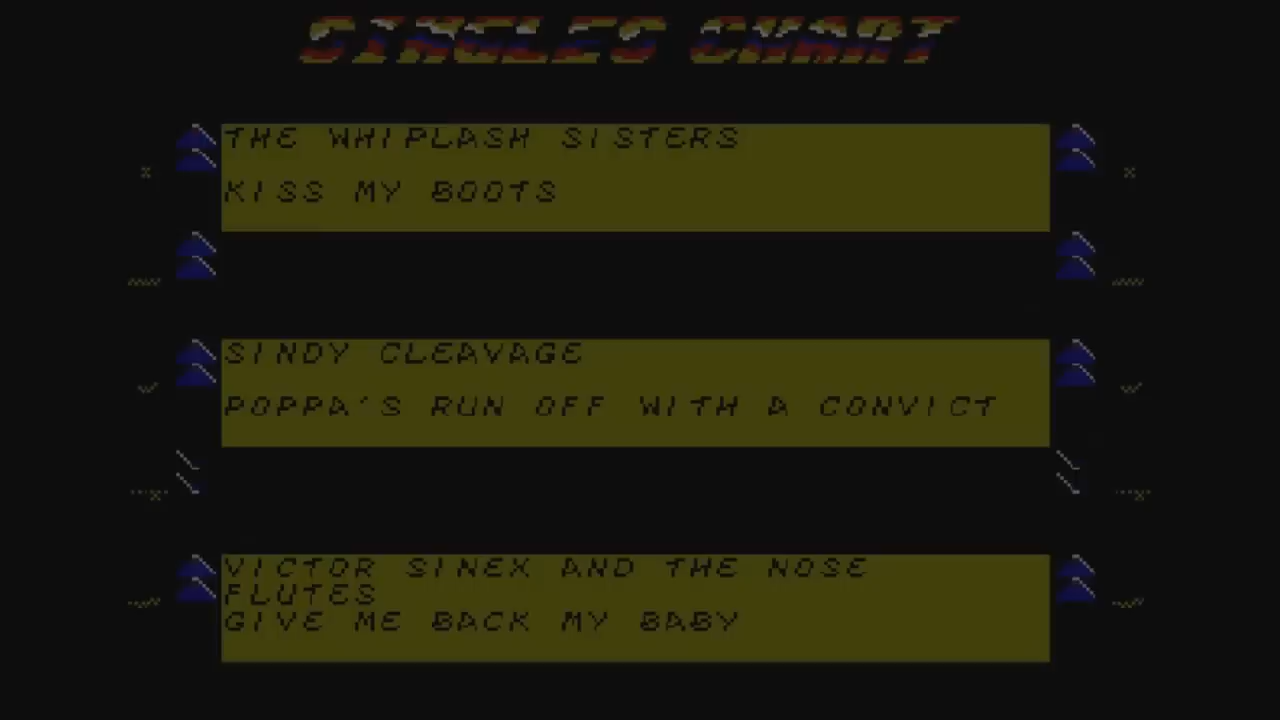 SINGLES CHART
THE WHIPLASH SISTERS
KISS MY BOOTS
SINDY CLEAVAGE
POPPA'S RUN OFF WITH A CONVICT
VICTOR SINEX AND THE NOSE
FLUTES
GIVE ME BACK MY BABY